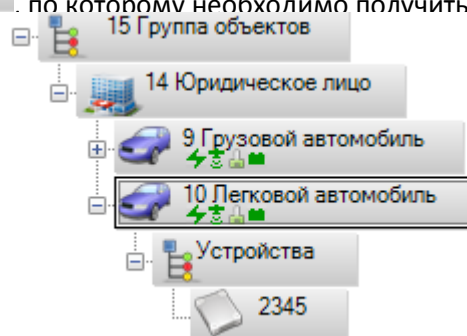 , по которому необходимо получить
15 Группа объектов
14 Юридическое лицо
9 Грузовой автомобиль
10 Легковой автомобиль
Устройства
2345